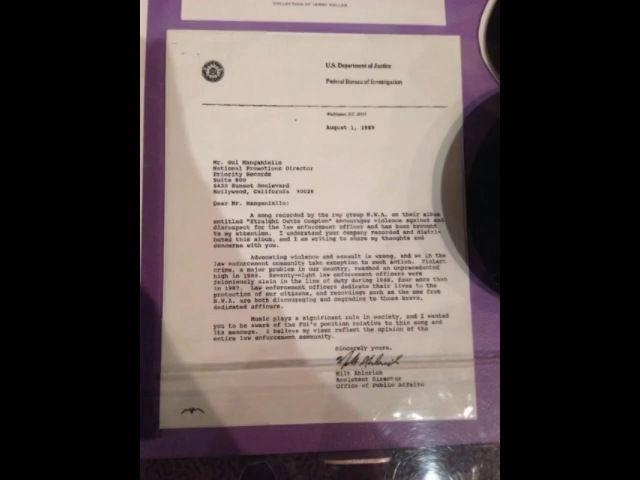 COLLECTION OF JERRY HELLER
U.S. Department of Justice
Federal Bureau of Investigation
Washington, D.C. 20535
August 1, 1989
Mr. Gui Manganiello
National Promotions Director
Priority Records
Suite 800
6430 Sunset Boulevard
Hollywood, California 90028
Dear Mr. Manganiello:
A song recorded by the rap group N.W.A. on their album
entitled "Straight Outta Compton" encourages violence against and
disrespect for the law enforcement officer and has been brought
to my attention. I understand your company recorded and distri-
buted this album, and I am writing to share my thoughts and
concerns with you.
Advocating violence and assault is wrong, and we in the
law enforcement community take exception to such action. Violent
crime, a major problem in our country, reached an unprecedented
high in 1988. Seventy-eight law enforcement officers were
feloniously slain in the line of duty during 1988, four more than
in 1987. Law enforcement officers dedicate their lives to the
protection of our citizens, and recordings such as the one from
N.W.A. are both discouraging and degrading to these brave,
dedicated officers.
Music plays a significant role in society, and I wanted
you to be aware of the FBI's position relative to this song and
its message. I believe my views reflect the opinion of the
entire law enforcement community.
Sincerely yours,
Milt Ahlerich
Milt Ahlerich
Assistant Director
Office of Public Affairs